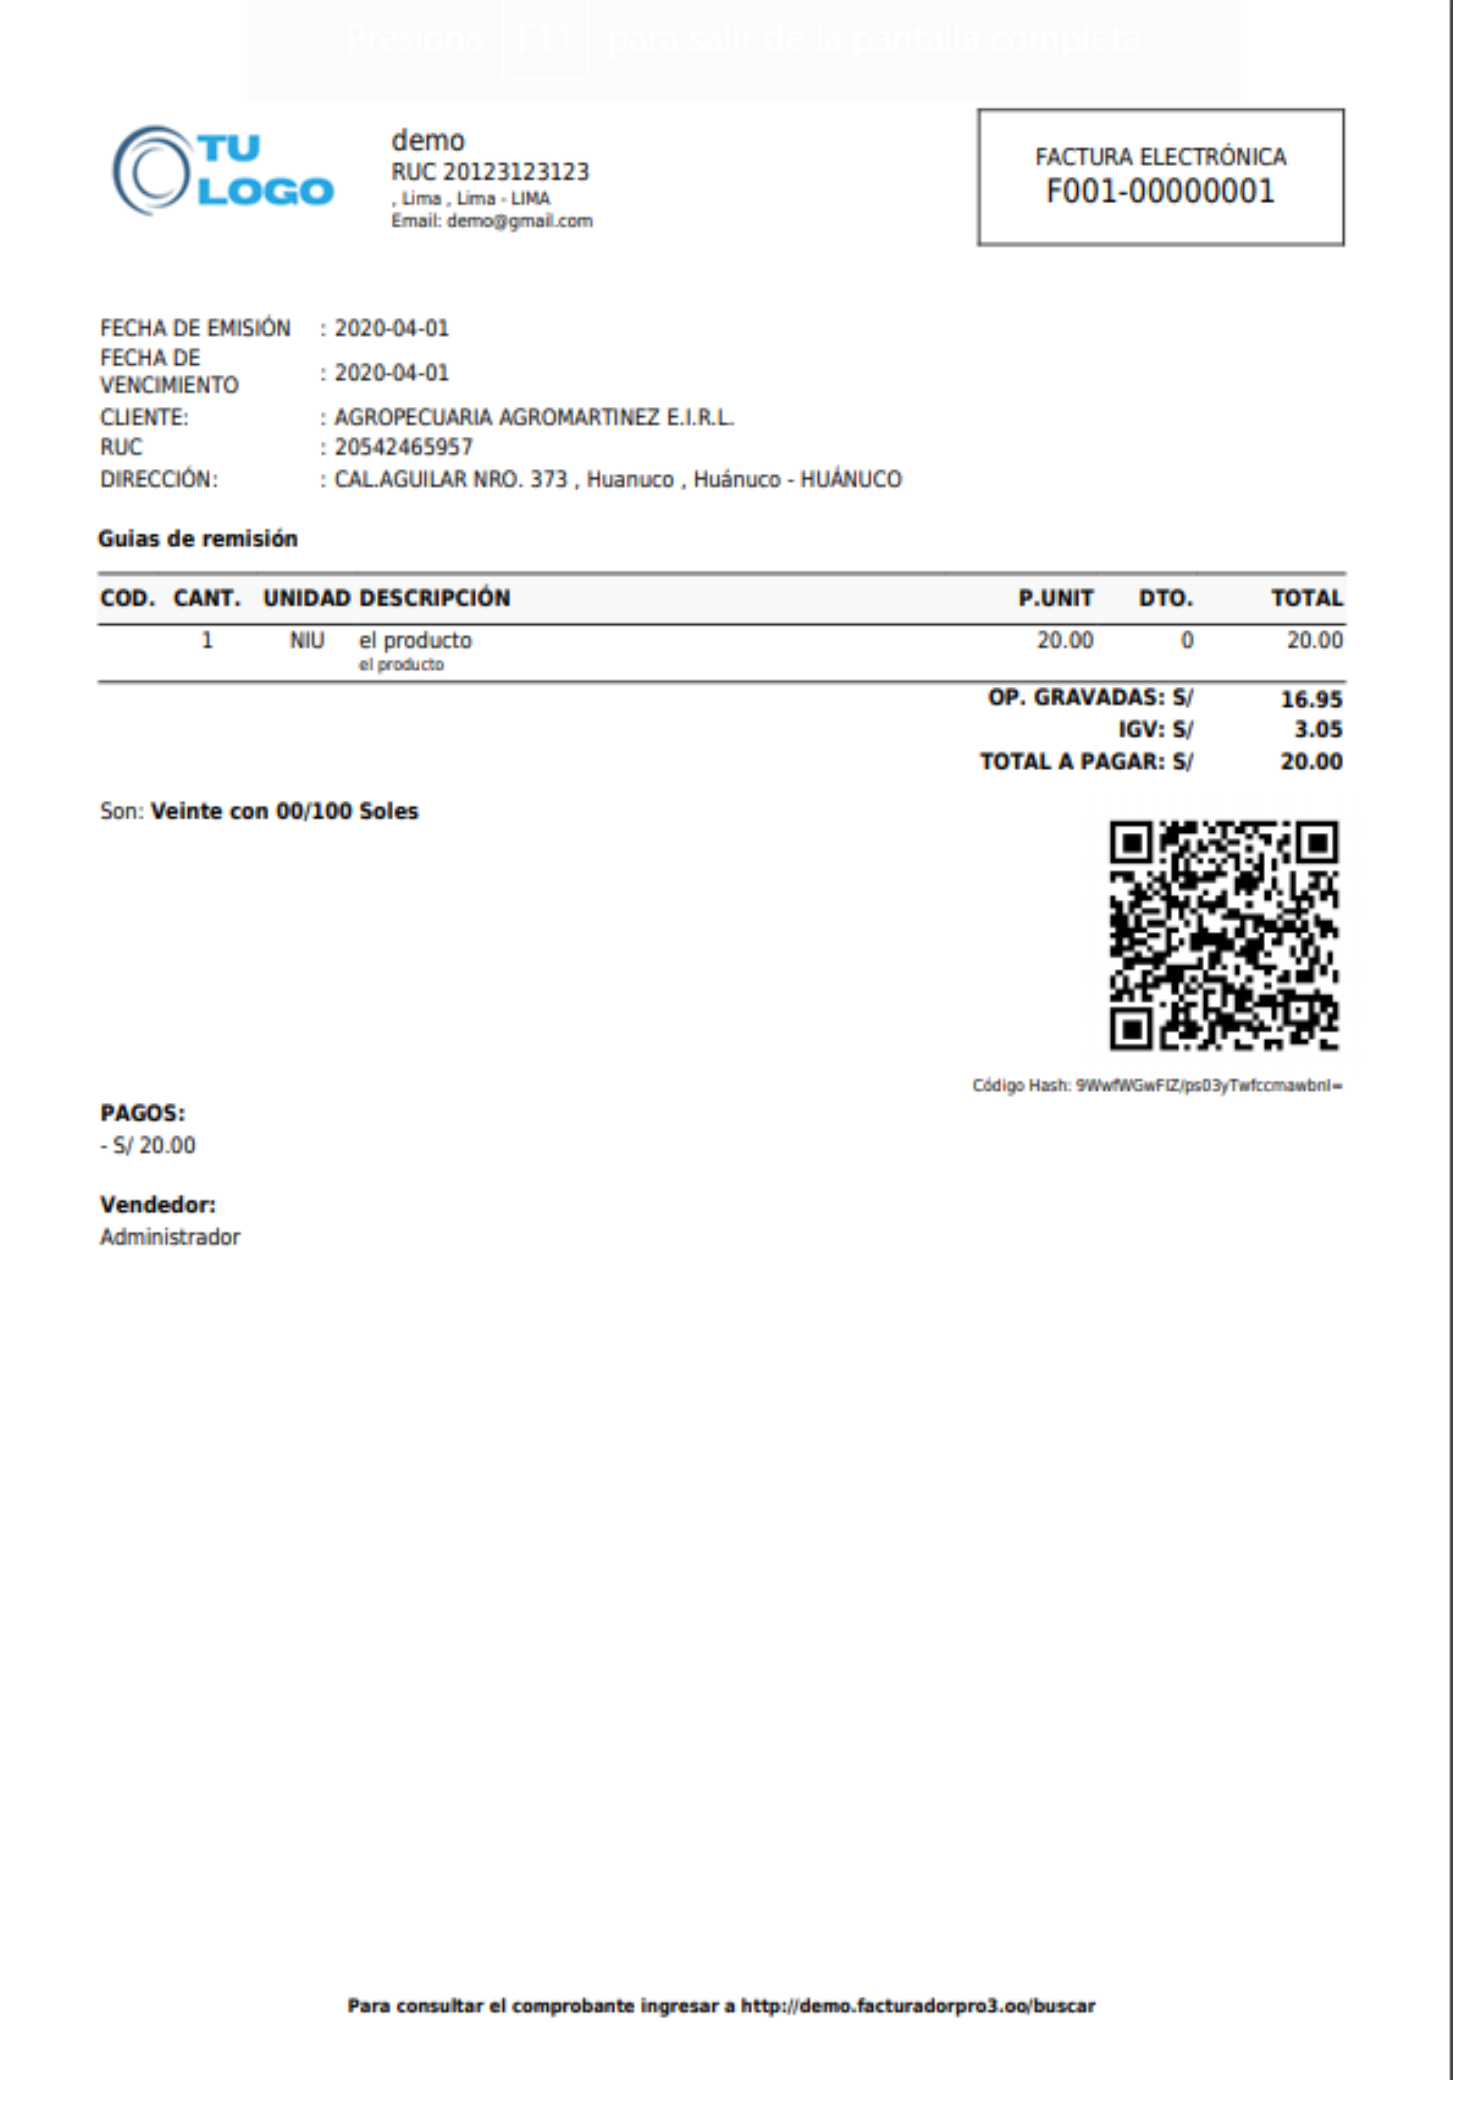 Presiona F11 para salir de la pantalla completa
TU
LOGO
demo
RUC 20123123123
, Lima , Lima - LIMA
Email: demo@gmail.com
FACTURA ELECTRÓNICA
F001-00000001
FECHA DE EMISIÓN : 2020-04-01
FECHA DE
VENCIMIENTO : 2020-04-01
CLIENTE: : AGROPECUARIA AGROMARTINEZ E.I.R.L.
RUC : 20542465957
DIRECCIÓN: : CAL.AGUILAR NRO. 373 , Huanuco , Huánuco - HUÁNUCO
Guias de remisión
COD. CANT. UNIDAD DESCRIPCIÓN P.UNIT DTO. TOTAL
1 NIU el producto 20.00 0 20.00
el producto
OP. GRAVADAS: S/ 16.95
IGV: S/ 3.05
TOTAL A PAGAR: S/ 20.00
Son: Veinte con 00/100 Soles
Código Hash:
PAGOS:
- S/ 20.00
Vendedor:
Administrador
Para consultar el comprobante ingresar a http://demo.facturadorpro3.oo/buscar